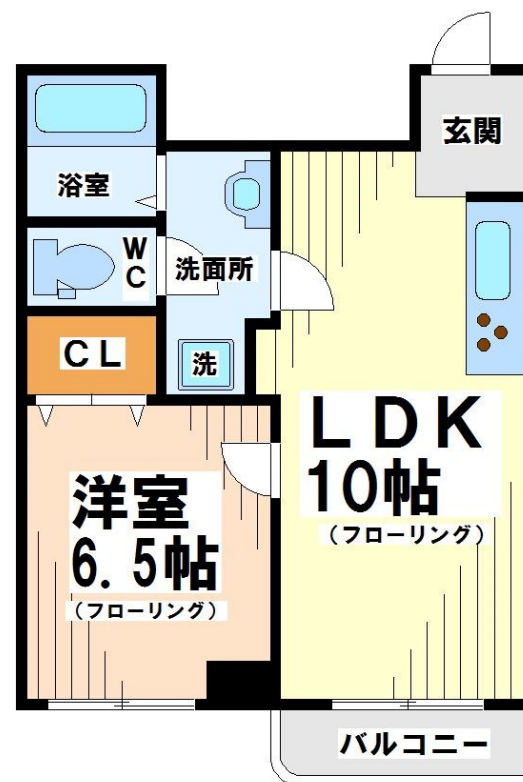 玄関
浴室
WC
洗面所
CL
洗
LDK
10帖
(フローリング)
洋室
6.5帖
(フローリング)
バルコニー